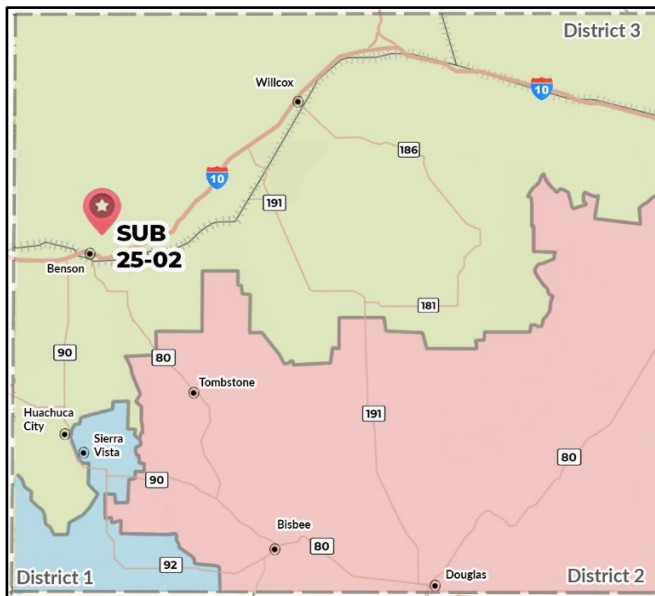 District 3
Willcox
10
186
10
191
SUB
25-02
Benson
181
90
80
Tombstone
191
Huachuca
City
Sierra
Vista
80
90
Bisbee
80
92
District 1
Douglas
District 2